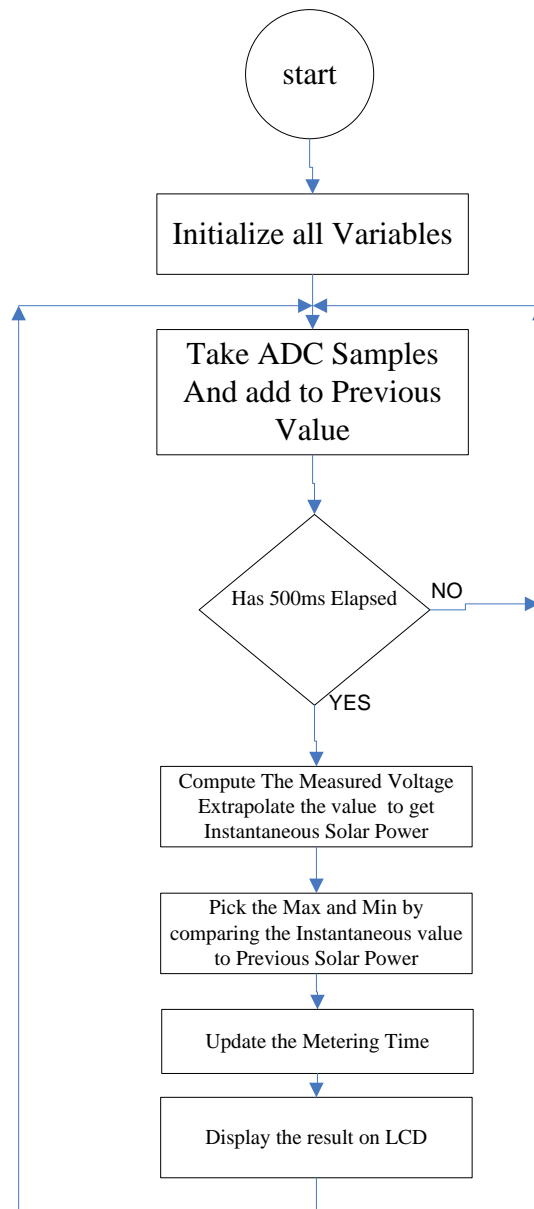 start
Initialize all Variables
Take ADC Samples
And add to Previous
Value
Has 500ms Elapsed
NO
YES
Compute The Measured Voltage
Extrapolate the value to get
Instantaneous Solar Power
Pick the Max and Min by
comparing the Instantaneous value
to Previous Solar Power
Update the Metering Time
Display the result on LCD